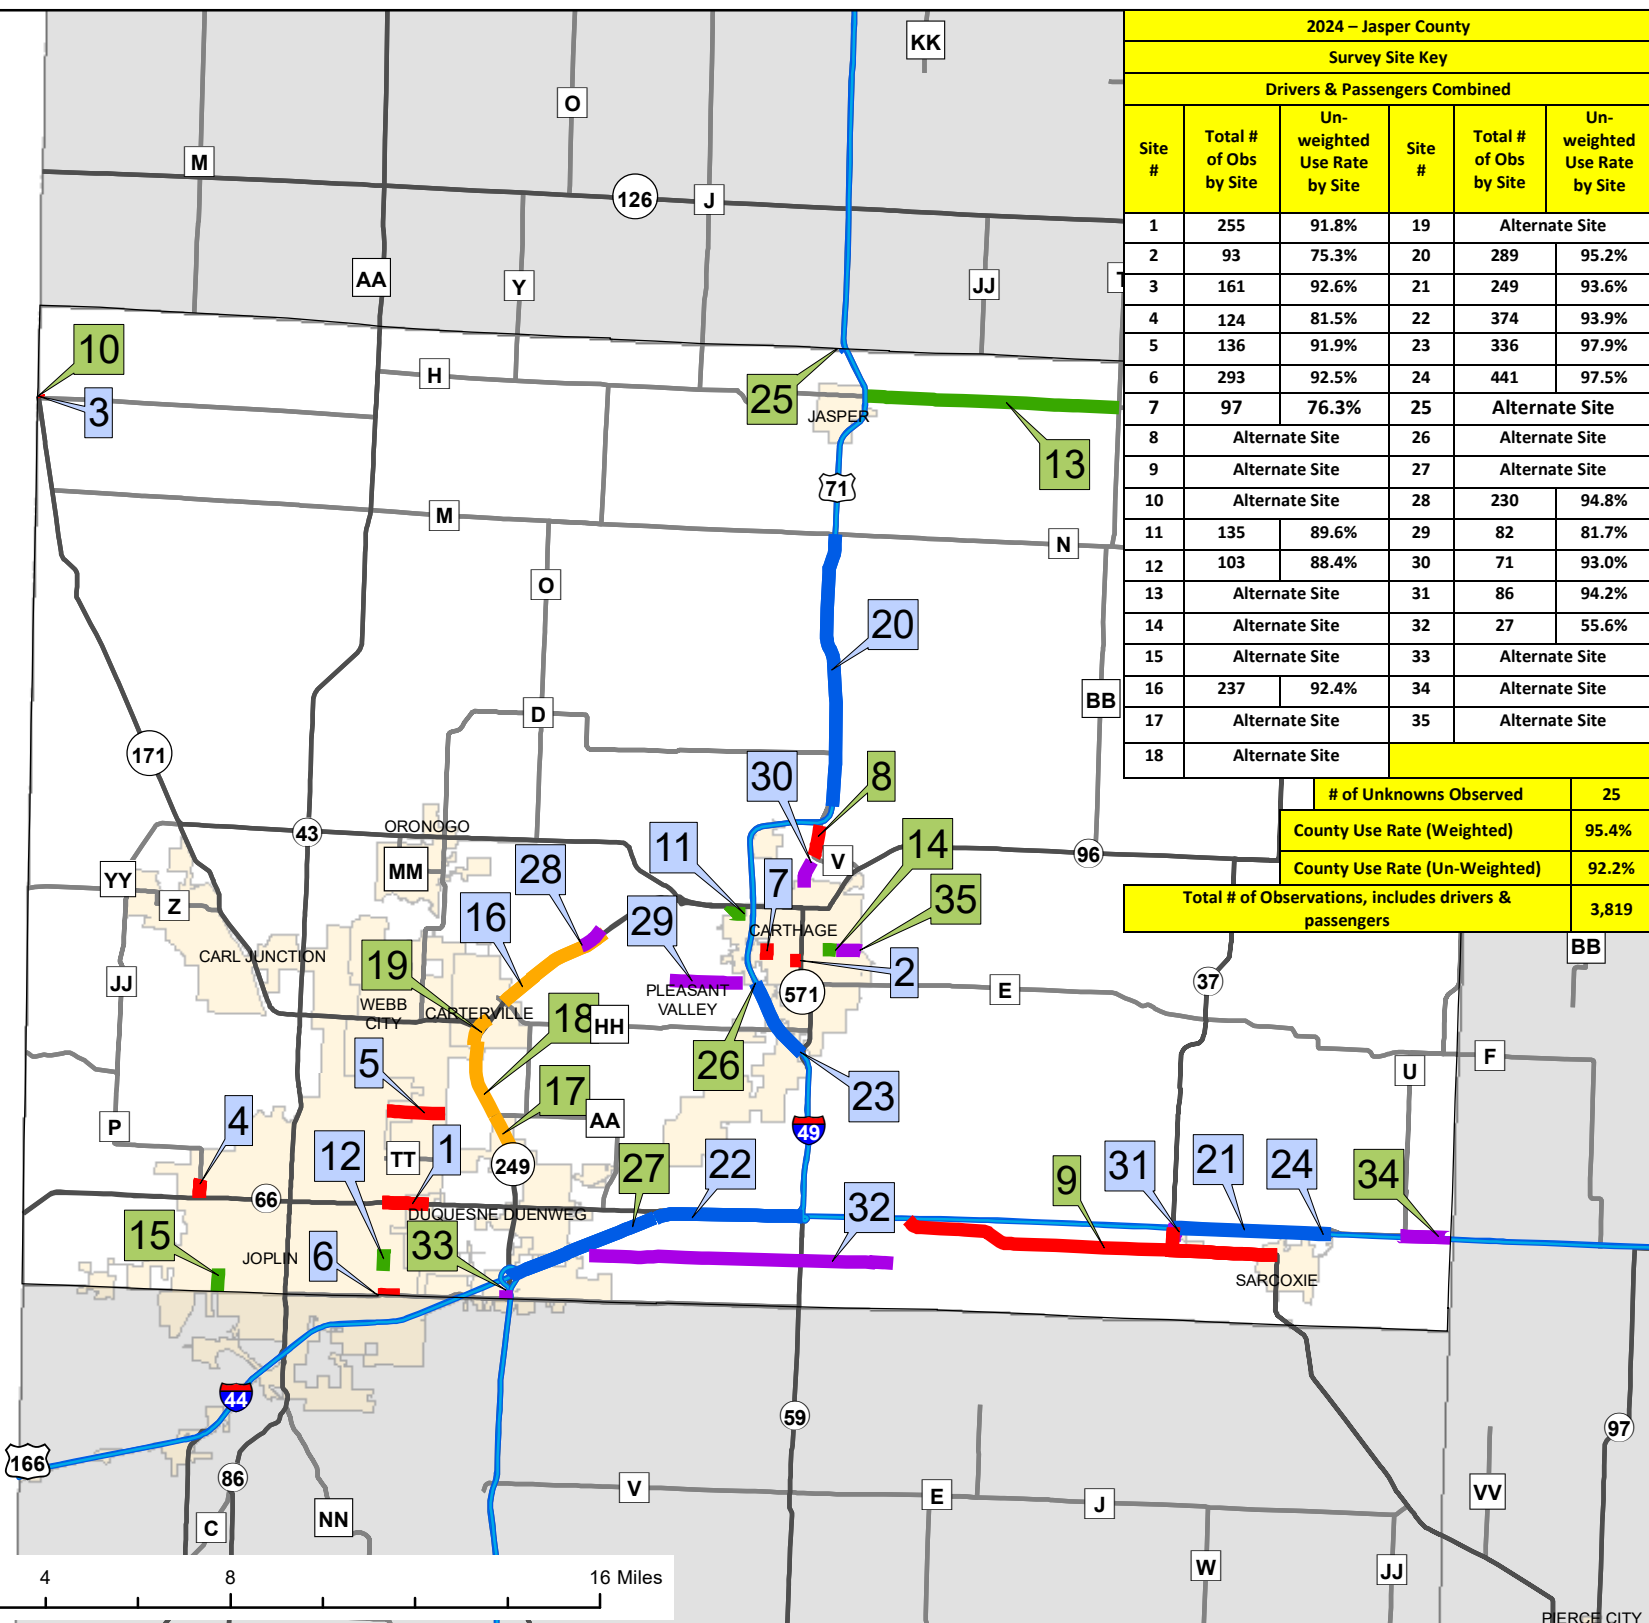 2024 – Jasper County
Survey Site Key
Drivers & Passengers Combined
Site # Total # of Obs by Site Un-weighted Use Rate by Site Site # Total # of Obs by Site Un-weighted Use Rate by Site
1 255 91.8% 19 Alternate Site
2 93 75.3% 20 289 95.2%
3 161 92.6% 21 249 93.6%
4 124 81.5% 22 374 93.9%
5 136 91.9% 23 336 97.9%
6 293 92.5% 24 441 97.5%
7 97 76.3% 25 Alternate Site
8 Alternate Site 26 Alternate Site
9 Alternate Site 27 Alternate Site
10 Alternate Site 28 230 94.8%
11 135 89.6% 29 82 81.7%
12 103 88.4% 30 71 93.0%
13 Alternate Site 31 86 94.2%
14 Alternate Site 32 27 55.6%
15 Alternate Site 33 Alternate Site
16 237 92.4% 34 Alternate Site
17 Alternate Site 35 Alternate Site
18 Alternate Site
# of Unknowns Observed 25
County Use Rate (Weighted) 95.4%
County Use Rate (Un-Weighted) 92.2%
Total # of Observations, includes drivers &
passengers 3,819
KK
O
M
126
J
AA
Y
JJ
10
3
H
25
JASPER
13
71
M
N
O
20
D
BB
171
30
8
43
ORONOGO
MM
11
V
14
96
YY
28
7
35
Z
16
29
CARTHAGE
CARL JUNCTION
19
2
BB
JJ
37
E
571
PLEASANT
VALLEY
WEBB
CITY
CARTERVILLE
18
HH
26
5
17
23
F
U
P
4
AA
49
12
TT
1
249
27
22
31
21
24
34
9
66
32
DUQUESNE DUENWEG
15
JOPLIN
6
33
SARCOXIE
44
59
97
166
86
V
E
J
VV
C
NN
W
JJ
4 8 16 Miles
PIERCE CITY